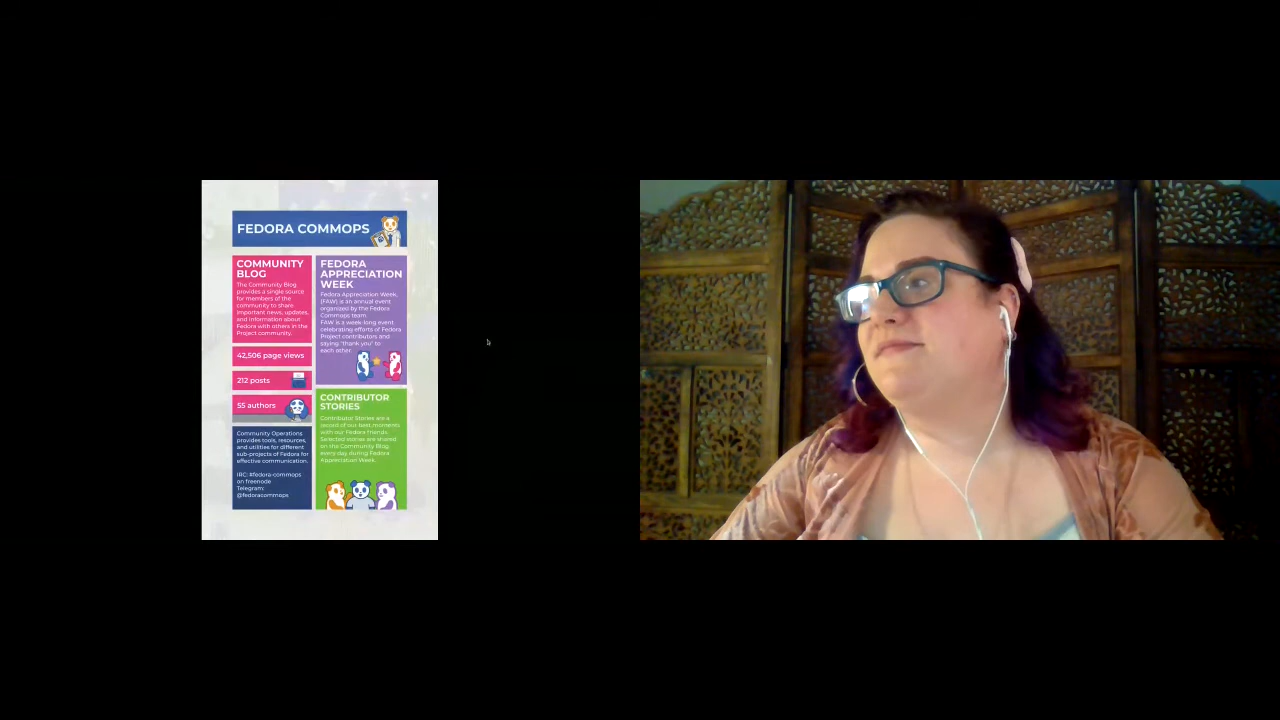 FEDORA COMMOPS
COMMUNITY
BLOG
The Community Blog
provides a single source
for members of the
community to share
important news, updates,
and information about
Fedora with others in the
Project community.
42,506 page views
212 posts
55 authors
Community Operations
provides tools, resources,
and utilities for different
sub-projects of Fedora for
effective communication.
IRC: #fedora-commops
on freenode
Telegram:
@fedoracommops
FEDORA
APPRECIATION
WEEK
Fedora Appreciation Week,
(FAW) is an annual event
organized by the Fedora
Commops team.
FAW is a week-long event
celebrating efforts of Fedora
Project contributors and
saying "thank you" to
each other.
CONTRIBUTOR
STORIES
Contributor Stories are a
record of our best moments
with our Fedora friends.
Selected stories are shared
on the Community Blog
every day during Fedora
Appreciation Week.